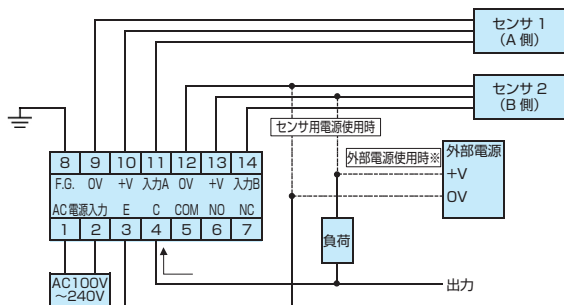 センサ 1
(A 側)
センサ 2
(B 側)
センサ用電源使用時
外部電源使用時※
外部電源
+V
0V
8 9 10 11 12 13 14
F.G. 0V +V 入力A 0V +V 入力B
AC電源入力 E C COM NO NC
1 2 3 4 5 6 7
負荷
AC100V
～240V
出力